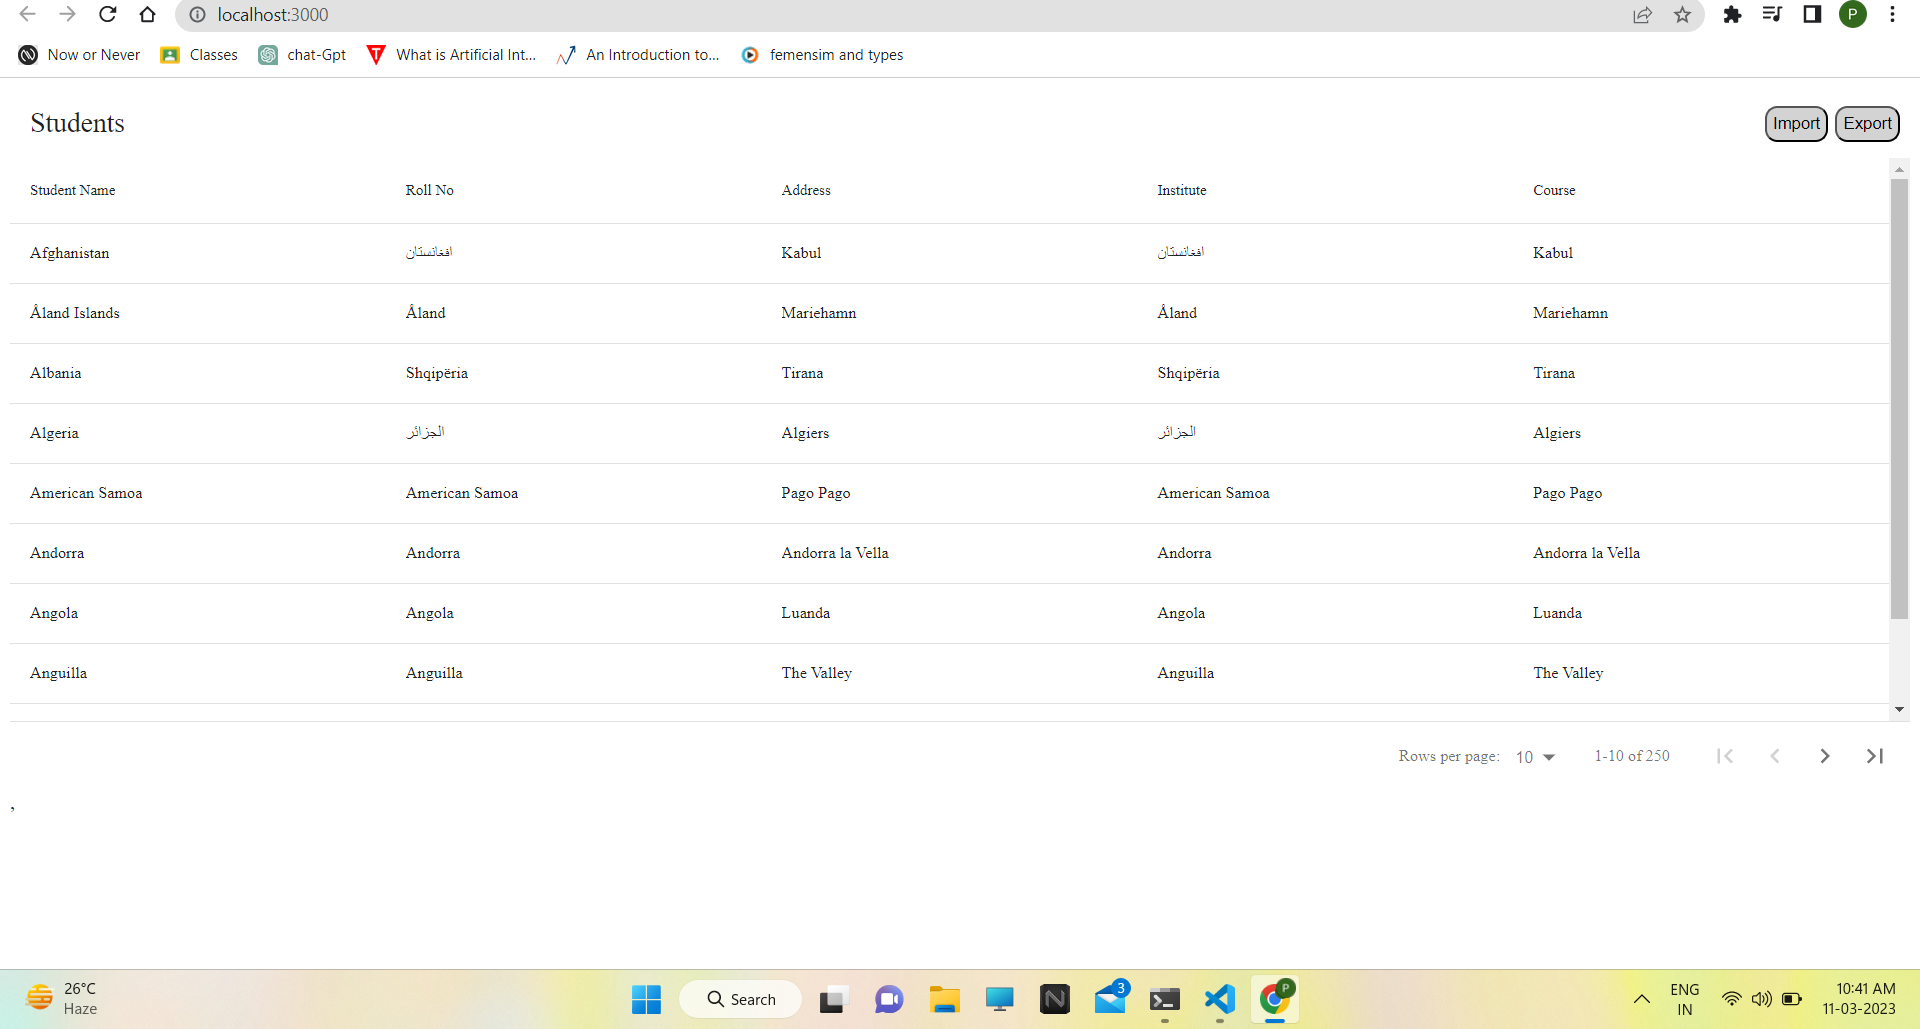 localhost:3000
P
Now or Never
Classes
chat-Gpt
What is Artificial Int...
An Introduction to...
femensim and types
Students
Import
Export
Student Name Roll No Address Institute Course
Afghanistan افغانستان Kabul افغانستان Kabul
Åland Islands Åland Mariehamn Åland Mariehamn
Albania Shqipëria Tirana Shqipëria Tirana
Algeria الجزائر Algiers الجزائر Algiers
American Samoa American Samoa Pago Pago American Samoa Pago Pago
Andorra Andorra Andorra la Vella Andorra Andorra la Vella
Angola Angola Luanda Angola Luanda
Anguilla Anguilla The Valley Anguilla The Valley
Rows per page: 10 1-10 of 250
,
26°C
Haze
Search
3
P
ENG
IN
10:41 AM
11-03-2023